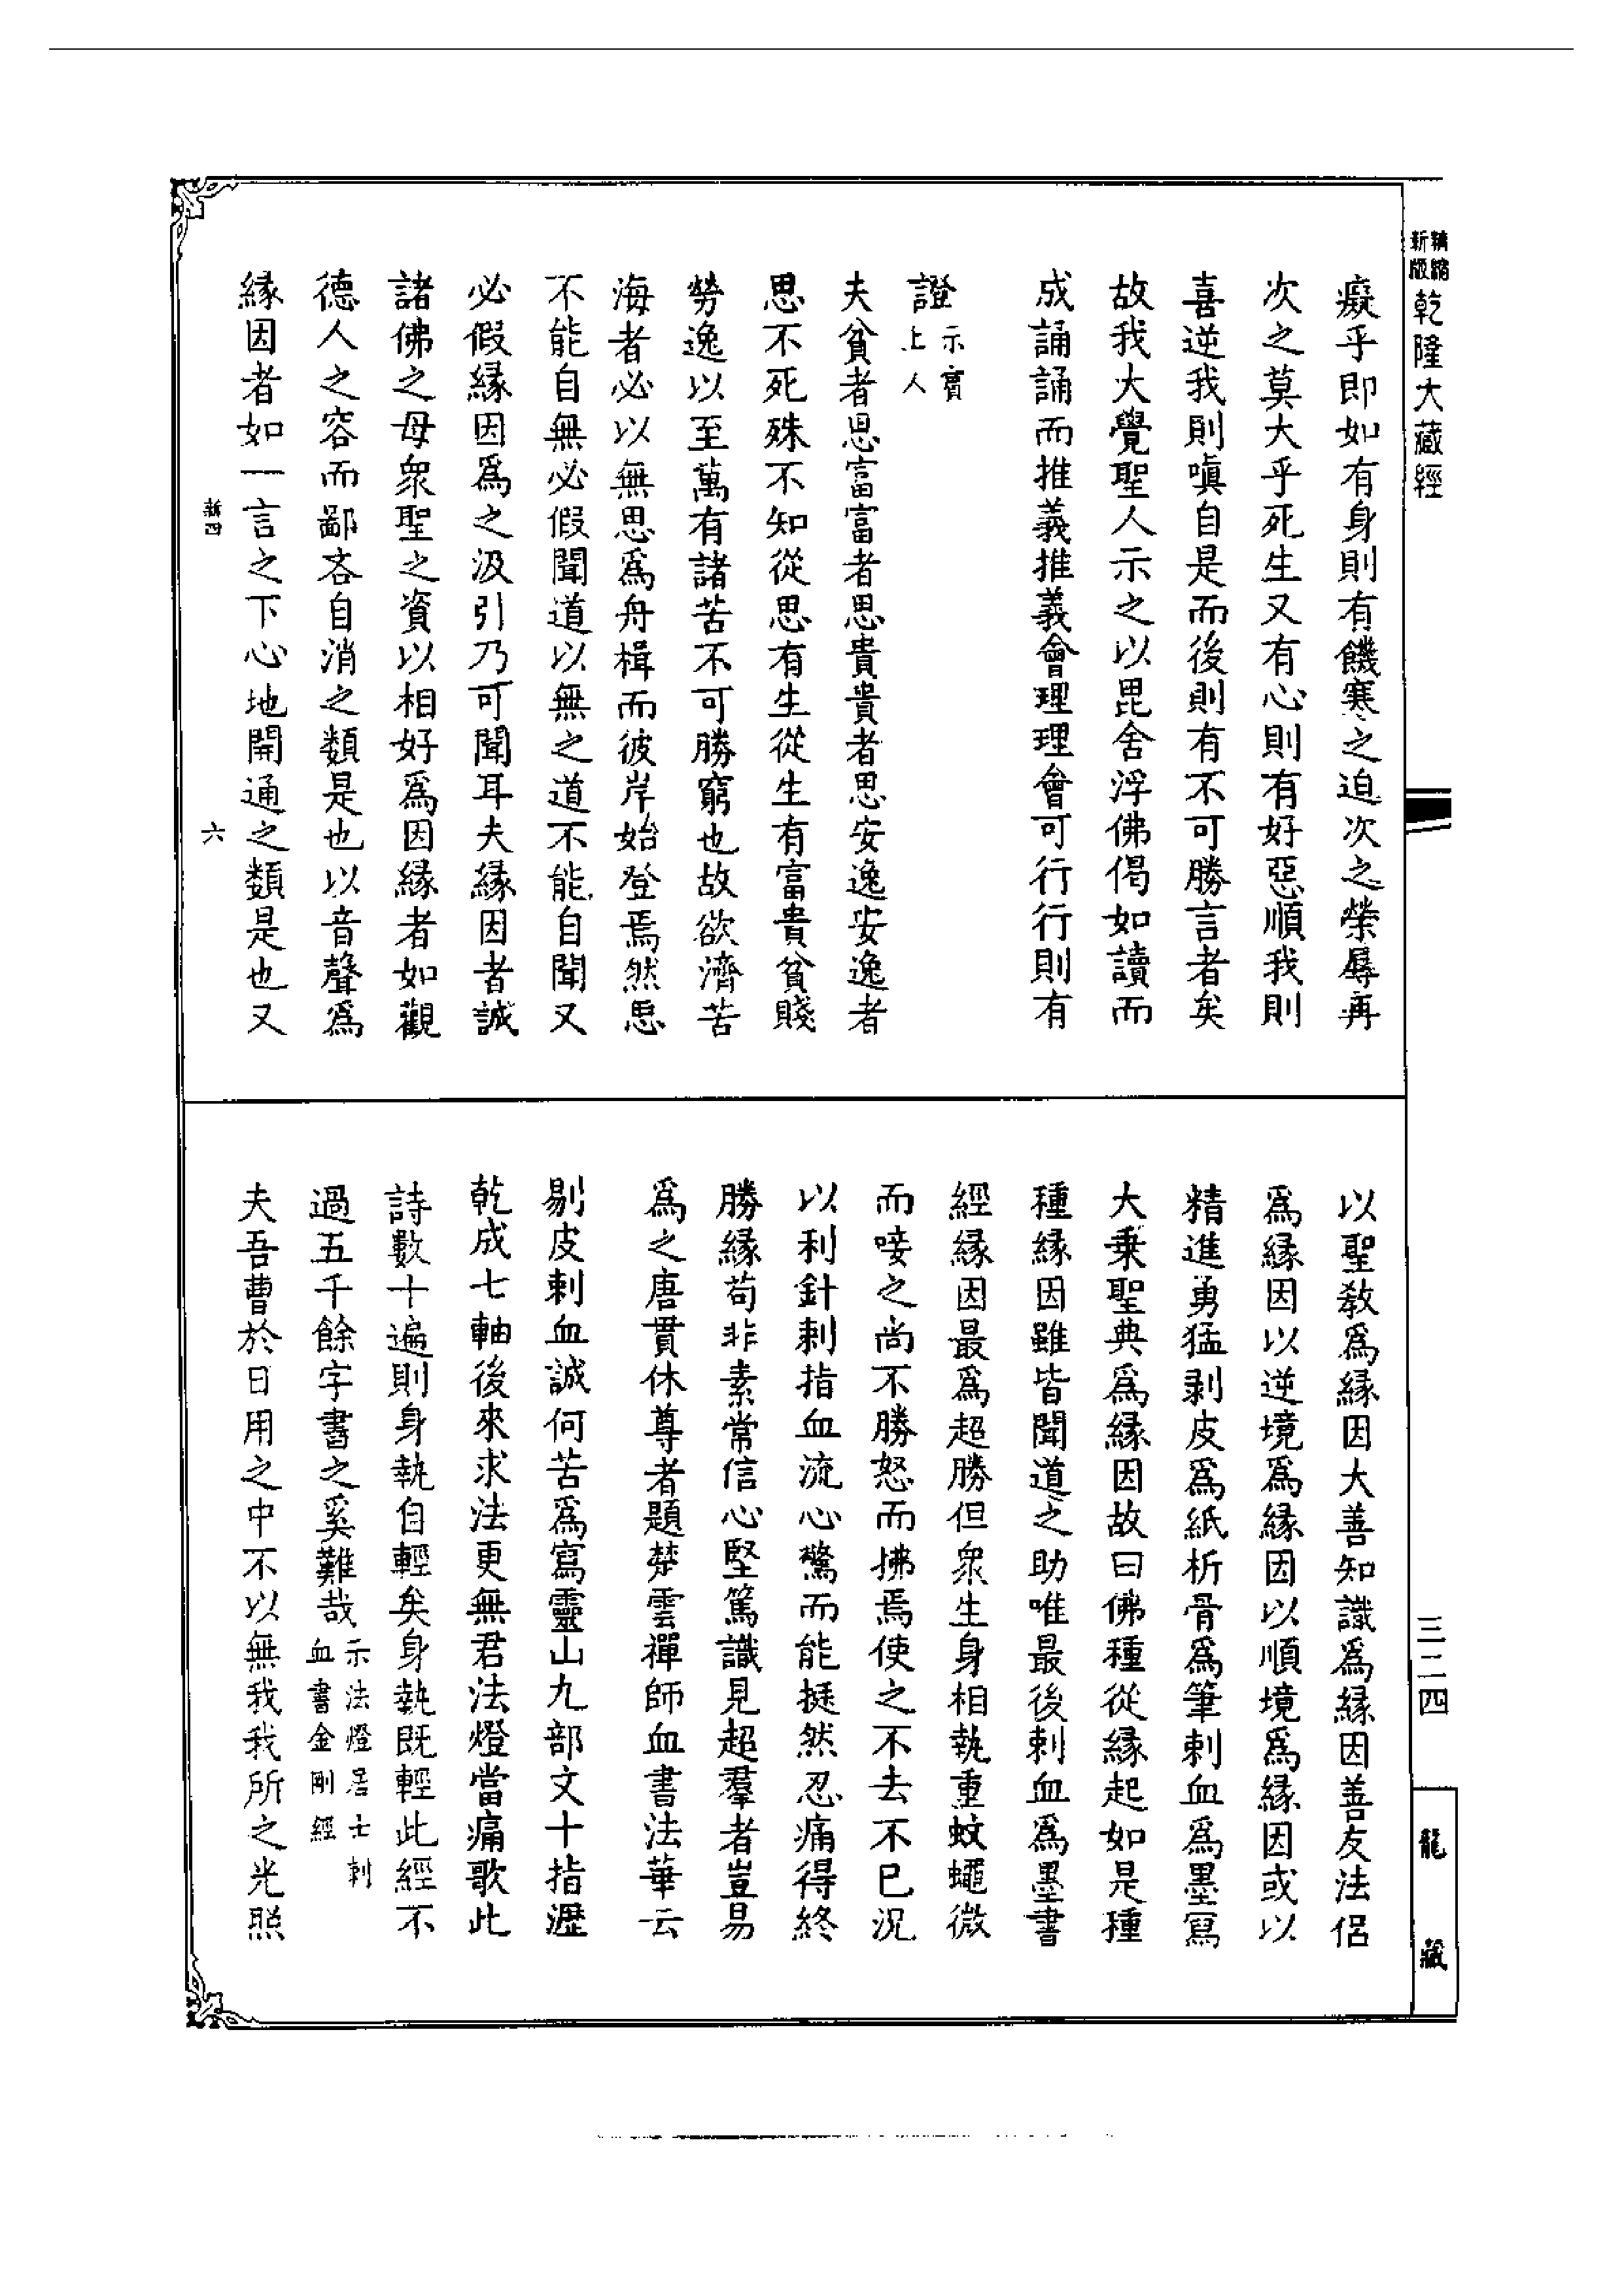 精縮
新版
乾隆大藏經
癡乎即如有身則有饑寒之迫次之榮辱再
次之莫大乎死生又有心則有好惡順我則
喜逆我則嗔自是而後則有不可勝言者矣
故我大覺聖人示之以毘舍浮佛偈如讀而
成誦誦而推義推義會理理會可行行則有
證
示實
上人
夫貧者思富富者思貴貴者思安逸安逸者
思不死殊不知從思有生從生有富貴貧賤
勞逸以至萬有諸苦不可勝窮也故欲濟苦
海者必以無思爲舟楫而彼岸始登焉然思
不能自無必假聞道以無之道不能自聞又
必假緣因爲之汲引乃可聞耳夫緣因者誠
諸佛之母衆聖之資以相好爲因緣者如觀
德人之容而鄙吝自消之類是也以音聲爲
緣因者如一言之下心地開通之類是也又
六
以聖教爲緣因大善知識爲緣因善友法侶
爲緣因以逆境爲緣因以順境爲緣因或以
精進勇猛剥皮爲紙析骨爲筆刺血爲墨寫
大乘聖典爲緣因故曰佛種從緣起如是種
種緣因雖皆聞道之助唯最後刺血爲墨書
經緣因最爲超勝但衆生身相執重蚊蠅微
而唼之尚不勝怒而拂焉使之不去不已況
以利針刺指血流心驚而能挺然忍痛得終
勝緣苟非素常信心堅篤識見超羣者豈易
爲之唐貫休尊者題楚雲禪師血書法華云
剔皮刺血誠何苦爲寫靈山九部文十指瀝
乾成七軸後來求法更無君法燈當痛歌此
詩數十遍則身執自輕矣身執既輕此經不
過五千餘字書之奚難哉
示法燈居士刺
血書金剛經
夫吾曹於日用之中不以無我我所之光照
三二四
龍藏